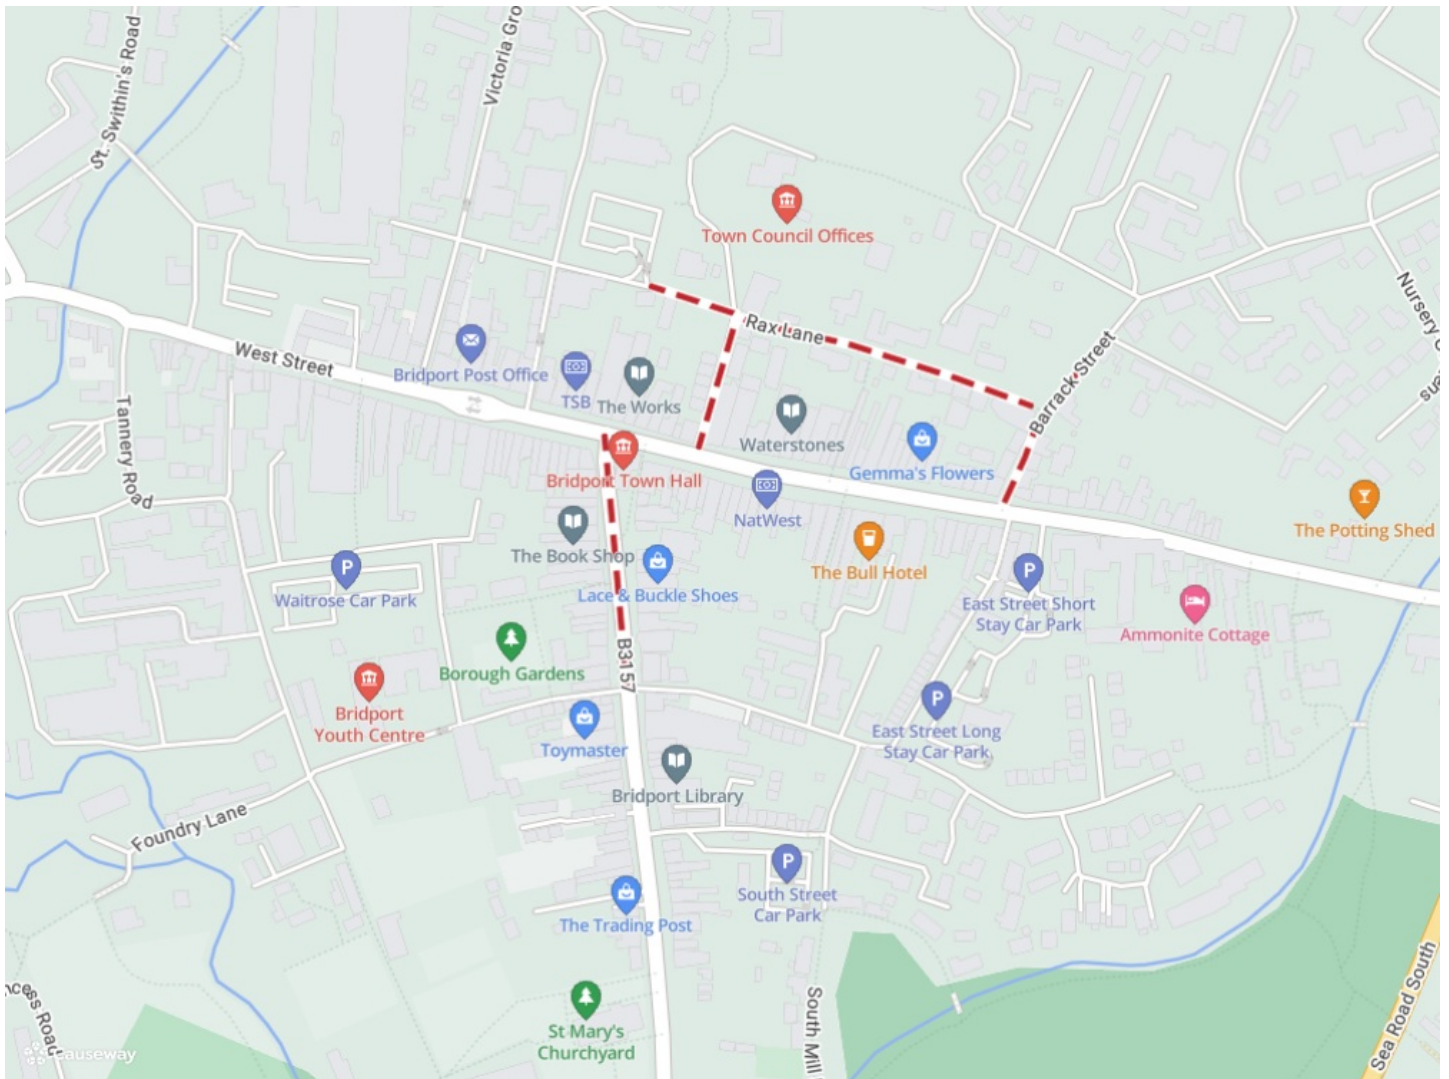 St. Swithin's Road
Victoria Gro
Town Council Offices
Nursery G
Rax Lane
Barrack Street
West Street
Bridport Post Office
TSB
The Works
Waterstones
Gemma's Flowers
Tannery Road
Bridport Town Hall
NatWest
The Potting Shed
The Book Shop
The Bull Hotel
Lace & Buckle Shoes
Waitrose Car Park
East Street Short
Stay Car Park
Ammonite Cottage
B3157
Borough Gardens
Bridport
Youth Centre
Toymaster
East Street Long
Stay Car Park
Bridport Library
Foundry Lane
South Street
Car Park
The Trading Post
St Mary's
Churchyard
South Mill
Sea Road South
ncess Road
causeway